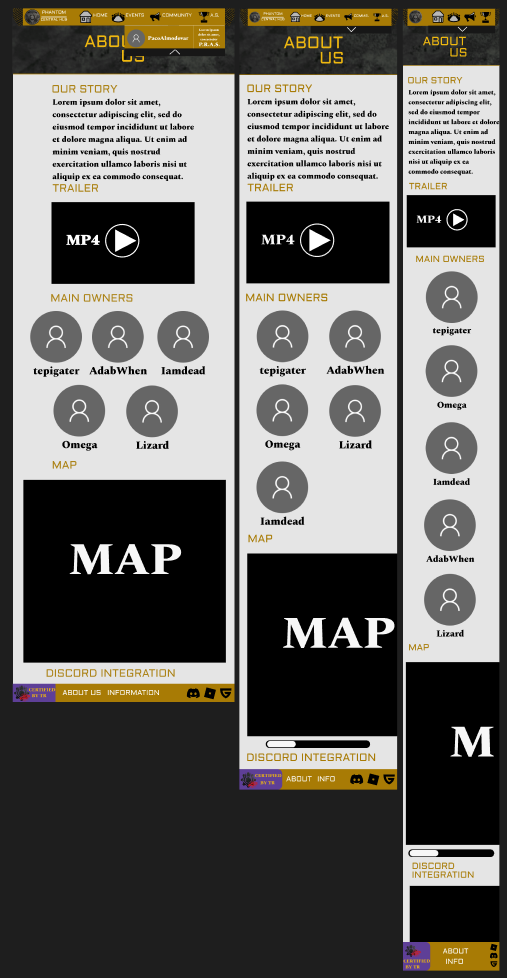 PHANTOM
CENTRAL HUB
HOME
EVENTS
COMMUNITY
A.S.
ABOUT
US
PacoAlmodovar
P.R.A.S.
OUR STORY
Lorem ipsum dolor sit amet,
consectetur adipiscing elit, sed do
eiusmod tempor incididunt ut labore
et dolore magna aliqua. Ut enim ad
minim veniam, quis nostrud
exercitation ullamco laboris nisi ut
aliquip ex ea commodo consequat.
TRAILER
MP4
MAIN OWNERS
tepigater
AdabWhen
Iamdead
Omega
Lizard
MAP
MAP
DISCORD INTEGRATION
CERTIFIED
BY TR
ABOUT US INFORMATION
PHANTOM
CENTRAL HUB
HOME
EVENTS
A.S.
ABOUT
US
OUR STORY
Lorem ipsum dolor sit amet,
consectetur adipiscing elit, sed do
eiusmod tempor incididunt ut labore
et dolore magna aliqua. Ut enim ad
minim veniam, quis nostrud
exercitation ullamco laboris nisi ut
aliquip ex ea commodo consequat.
TRAILER
MP4
MAIN OWNERS
tepigater
AdabWhen
Omega
Lizard
Iamdead
MAP
MAP
DISCORD INTEGRATION
CERTIFIED
BY TR
ABOUT INFO
ABOUT
US
OUR STORY
Lorem ipsum dolor sit amet,
consectetur adipiscing elit,
sed do eiusmod tempor
incididunt ut labore et dolore
magna aliqua. Ut enim ad
minim veniam, quis nostrud
exercitation ullamco laboris
nisi ut aliquip ex ea
commodo consequat.
TRAILER
MP4
MAIN OWNERS
tepigater
Omega
Iamdead
AdabWhen
Lizard
MAP
M
DISCORD
INTEGRATION
CERTIFIED
BY TR
ABOUT
INFO